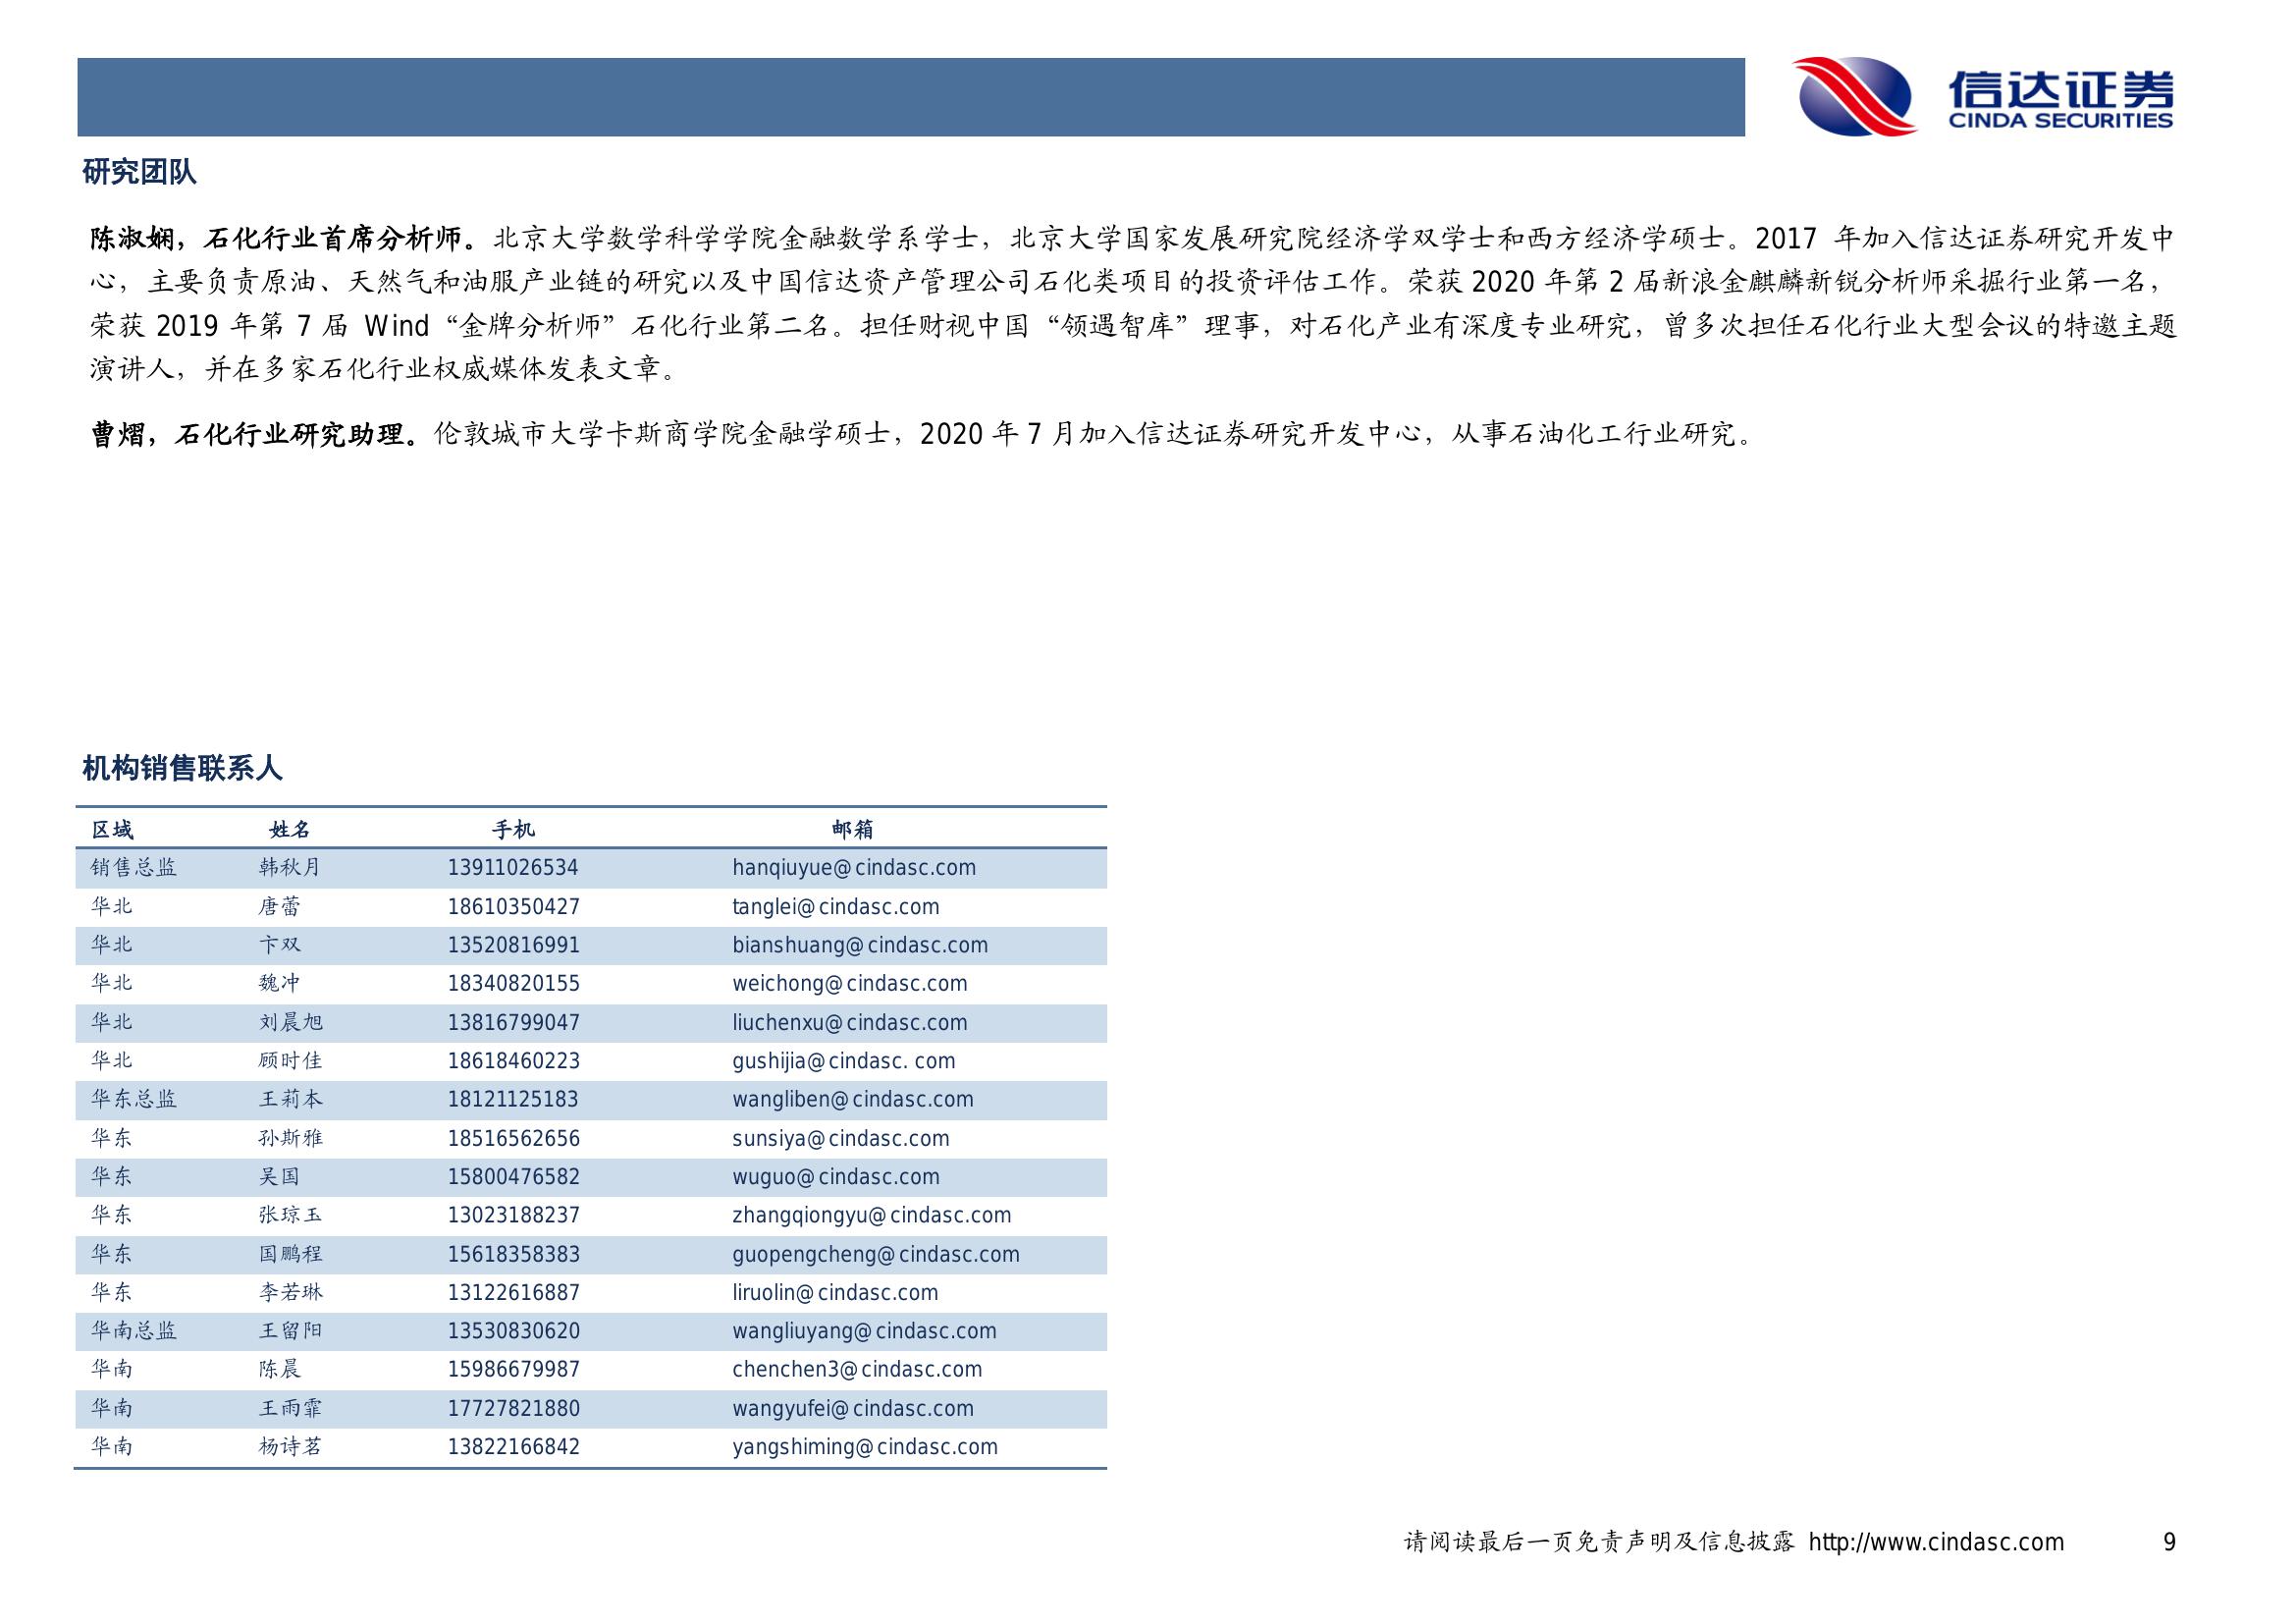 信达证券
CINDA SECURITIES
研究团队
陈淑娴，石化行业首席分析师。北京大学数学科学学院金融数学系学士，北京大学国家发展研究院经济学双学士和西方经济学硕士。2017 年加入信达证券研究开发中
心，主要负责原油、天然气和油服产业链的研究以及中国信达资产管理公司石化类项目的投资评估工作。荣获 2020 年第 2 届新浪金麒麟新锐分析师采掘行业第一名，
荣获 2019 年第 7 届 Wind “金牌分析师”石化行业第二名。担任财视中国“领遇智库”理事，对石化产业有深度专业研究，曾多次担任石化行业大型会议的特邀主题
演讲人，并在多家石化行业权威媒体发表文章。
曹熠，石化行业研究助理。伦敦城市大学卡斯商学院金融学硕士，2020 年 7 月加入信达证券研究开发中心，从事石油化工行业研究。
机构销售联系人
区域 姓名 手机 邮箱
销售总监 韩秋月 13911026534 hanqiuyue@cindasc.com
华北 唐蕾 18610350427 tanglei@cindasc.com
华北 卞双 13520816991 bianshuang@cindasc.com
华北 魏冲 18340820155 weichong@cindasc.com
华北 刘晨旭 13816799047 liuchenxu@cindasc.com
华北 顾时佳 18618460223 gushijia@cindasc. com
华东总监 王莉本 18121125183 wangliben@cindasc.com
华东 孙斯雅 18516562656 sunsiya@cindasc.com
华东 吴国 15800476582 wuguo@cindasc.com
华东 张琼玉 13023188237 zhangqiongyu@cindasc.com
华东 国鹏程 15618358383 guopengcheng@cindasc.com
华东 李若琳 13122616887 liruolin@cindasc.com
华南总监 王留阳 13530830620 wangliuyang@cindasc.com
华南 陈晨 15986679987 chenchen3@cindasc.com
华南 王雨霏 17727821880 wangyufei@cindasc.com
华南 杨诗茗 13822166842 yangshiming@cindasc.com
请阅读最后一页免责声明及信息披露 http://www.cindasc.com 9